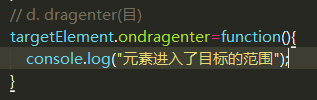 // d. dragenter(目)
targetElement.ondragenter=function(){
console.log("元素进入了目标的范围");
}